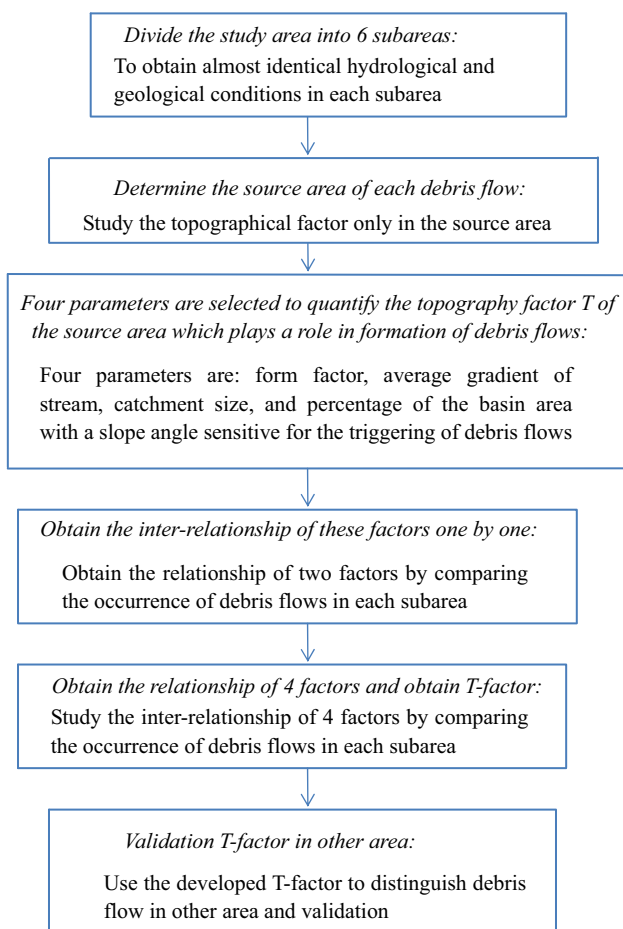 Divide the study area into 6 subareas:
To obtain almost identical hydrological and
geological conditions in each subarea
Determine the source area of each debris flow:
Study the topographical factor only in the source area
Four parameters are selected to quantify the topography factor T of
the source area which plays a role in formation of debris flows:
Four parameters are: form factor, average gradient of
stream, catchment size, and percentage of the basin area
with a slope angle sensitive for the triggering of debris flows
Obtain the inter-relationship of these factors one by one:
Obtain the relationship of two factors by comparing
the occurrence of debris flows in each subarea
Obtain the relationship of 4 factors and obtain T-factor:
Study the inter-relationship of 4 factors by comparing
the occurrence of debris flows in each subarea
Validation T-factor in other area:
Use the developed T-factor to distinguish debris
flow in other area and validation